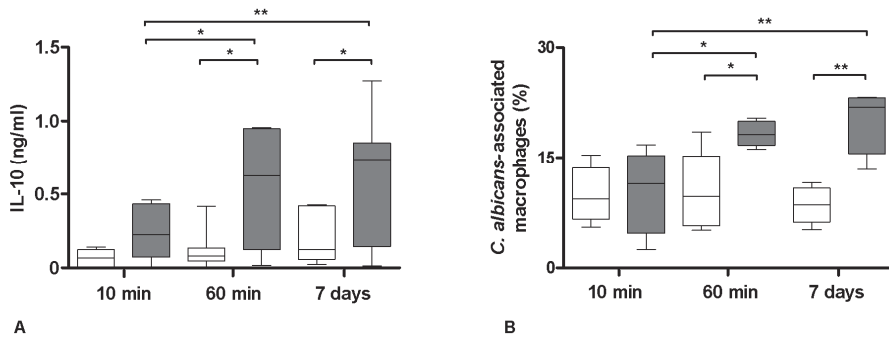 **
*
*
*
1.5
1.0
0.5
0
IL-10 (ng/ml)
10 min
60 min
7 days
A
**
*
*
**
30
15
0
C. albicans-associated
macrophages (%)
10 min
60 min
7 days
B